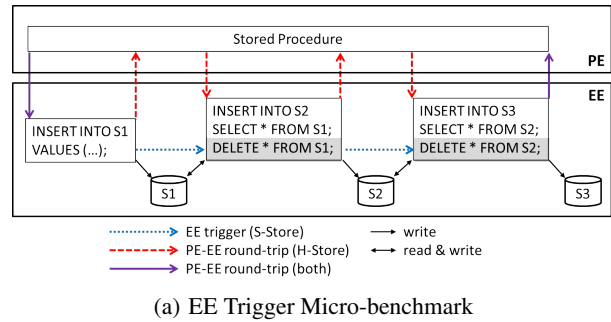 Stored Procedure
PE
EE
INSERT INTO S1
VALUES (...);
INSERT INTO S2
SELECT * FROM S1;
DELETE * FROM S1;
INSERT INTO S3
SELECT * FROM S2;
DELETE * FROM S2;
S1
S2
S3
EE trigger (S-Store)
PE-EE round-trip (H-Store)
PE-EE round-trip (both)
write
read & write
(a) EE Trigger Micro-benchmark